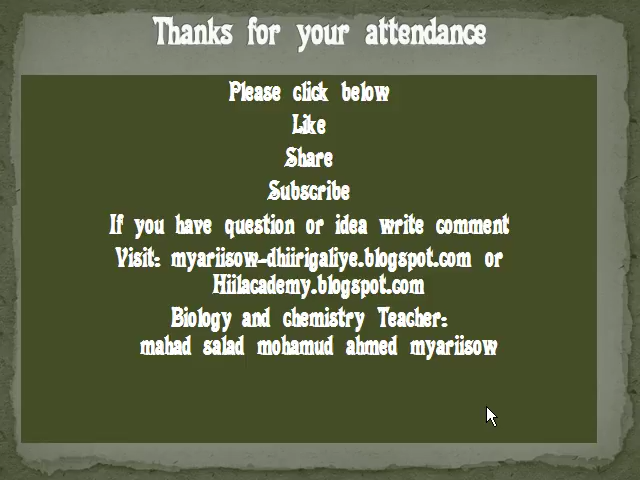 Thanks for your attendance
Please click below
Like
Share
Subscribe
If you have question or idea write comment
Visit: myariisow-dhiirigaliye.blogspot.com or
Hiilacademy.blogspot.com
Biology and chemistry Teacher:
mahad salad mohamud ahmed myariisow